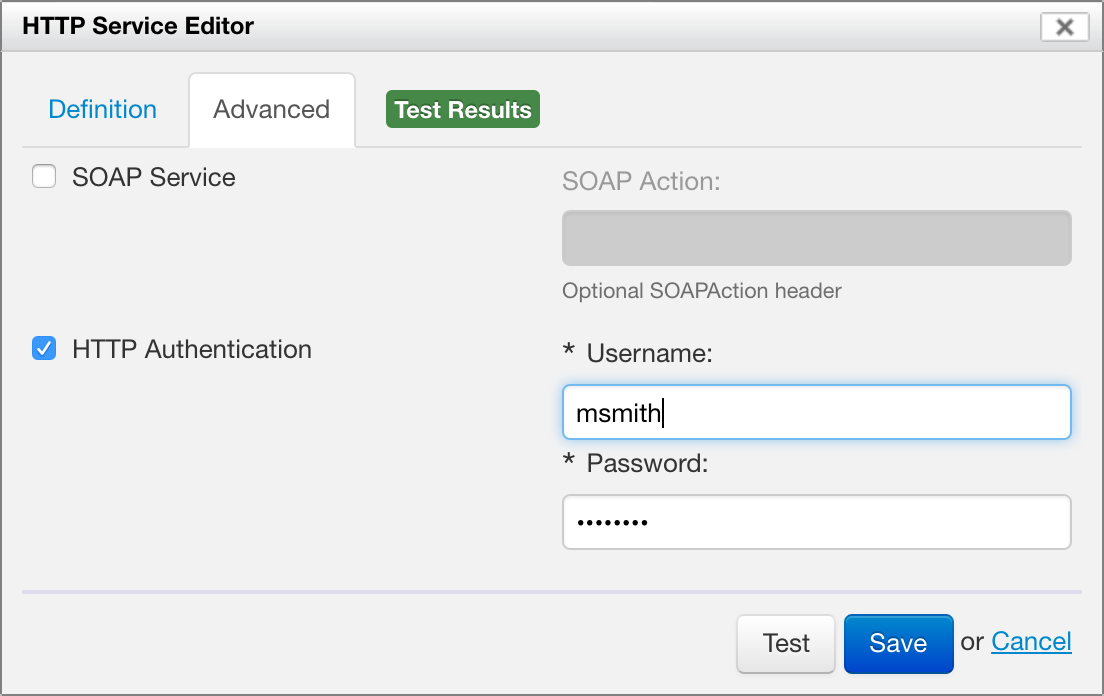 HTTP Service Editor
Definition Advanced Test Results
SOAP Service
SOAP Action:
Optional SOAPAction header
HTTP Authentication
* Username:
msmith
* Password:
••••••••
Test Save or Cancel